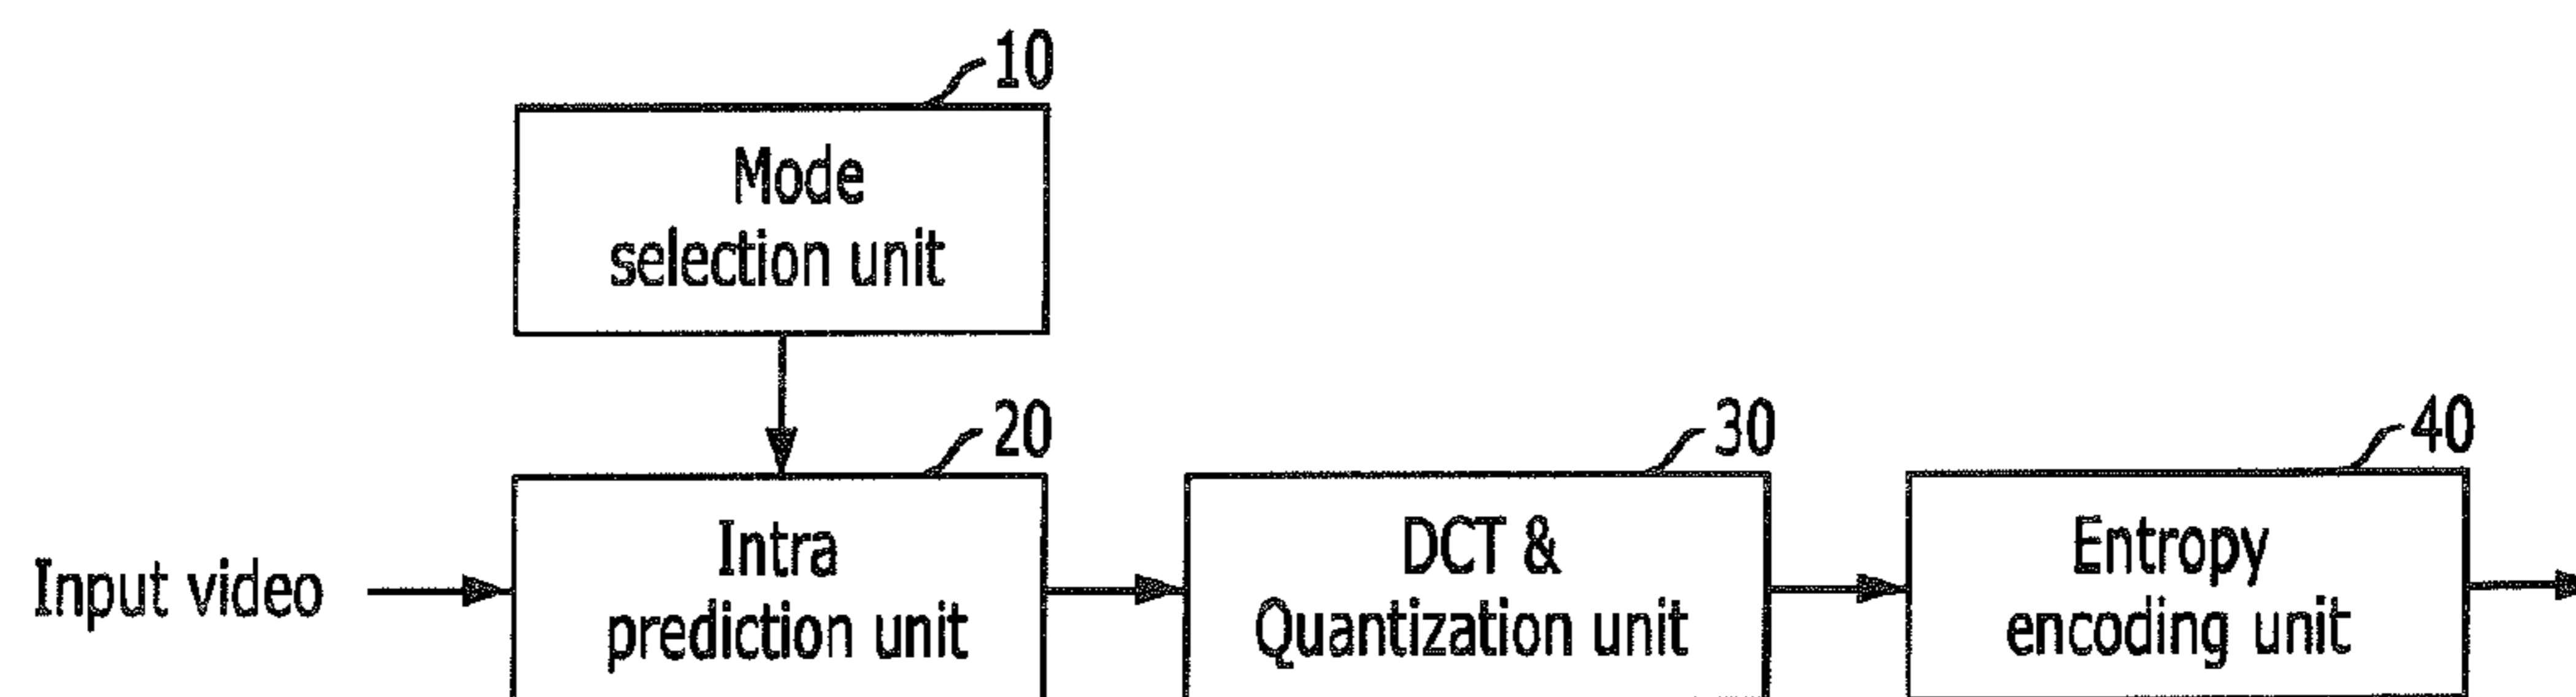 10
Mode
selection unit
20
30
40
Input video
Intra
prediction unit
DCT &
Quantization unit
Entropy
encoding unit